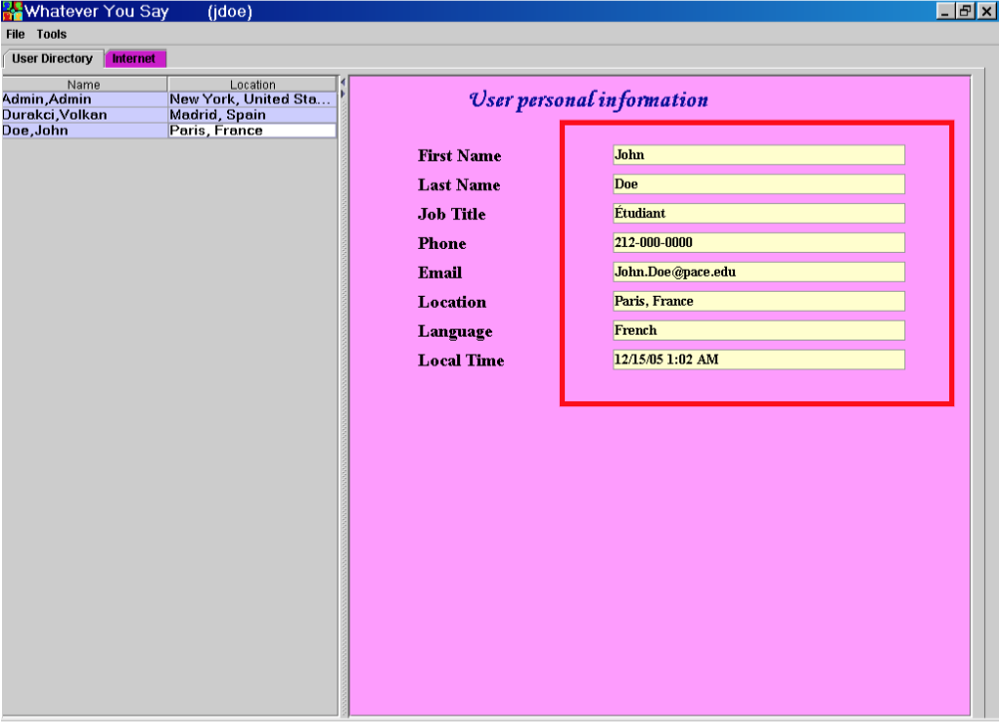 Whatever You Say (jdoe)
File Tools
User Directory Internet
Name Location
Admin,Admin New York, United Sta...
Durakci,Volkan Madrid, Spain
Doe,John Paris, France
User personal information
First Name John
Last Name Doe
Job Title Étudiant
Phone 212-000-0000
Email John.Doe@pace.edu
Location Paris, France
Language French
Local Time 12/15/05 1:02 AM